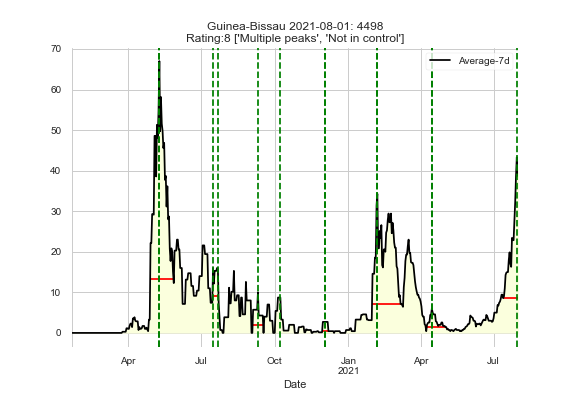 Guinea-Bissau 2021-08-01: 4498
Rating:8 ['Multiple peaks', 'Not in control']
Average-7d
70
60
50
40
30
20
10
0
Apr Jul Oct Jan Apr Jul
2021
Date